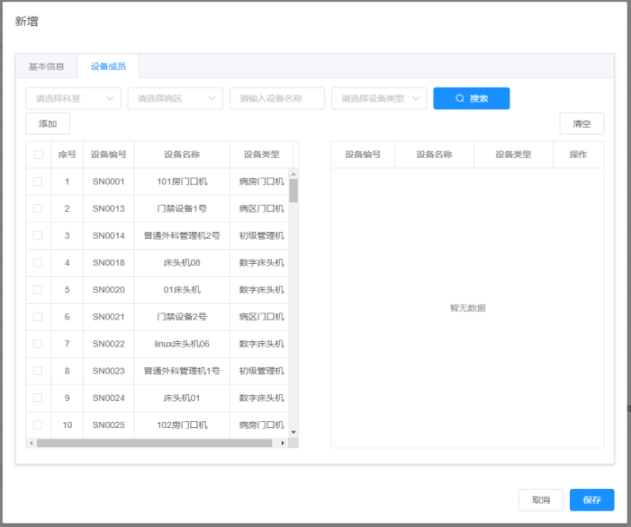 新增
基本信息 设备成员
请选择科室 请选择病区 请输入设备名称 请选择设备类型 搜索
添加 清空
序号 设备编号 设备名称 设备类型 设备编号 设备名称 设备类型 操作
1 SN0001 101房门口机 病房门口机
2 SN0013 门禁设备1号 病区门口机
3 SN0014 普通外科管理机2号 初级管理机
4 SN0018 床头机08 数字床头机
5 SN0020 01床头机 数字床头机
6 SN0021 门禁设备2号 病区门口机
暂无数据
7 SN0022 linux床头机06 数字床头机
8 SN0023 普通外科管理机1号 初级管理机
9 SN0024 床头机01 数字床头机
10 SN0025 102房门口机 病房门口机
取消 保存